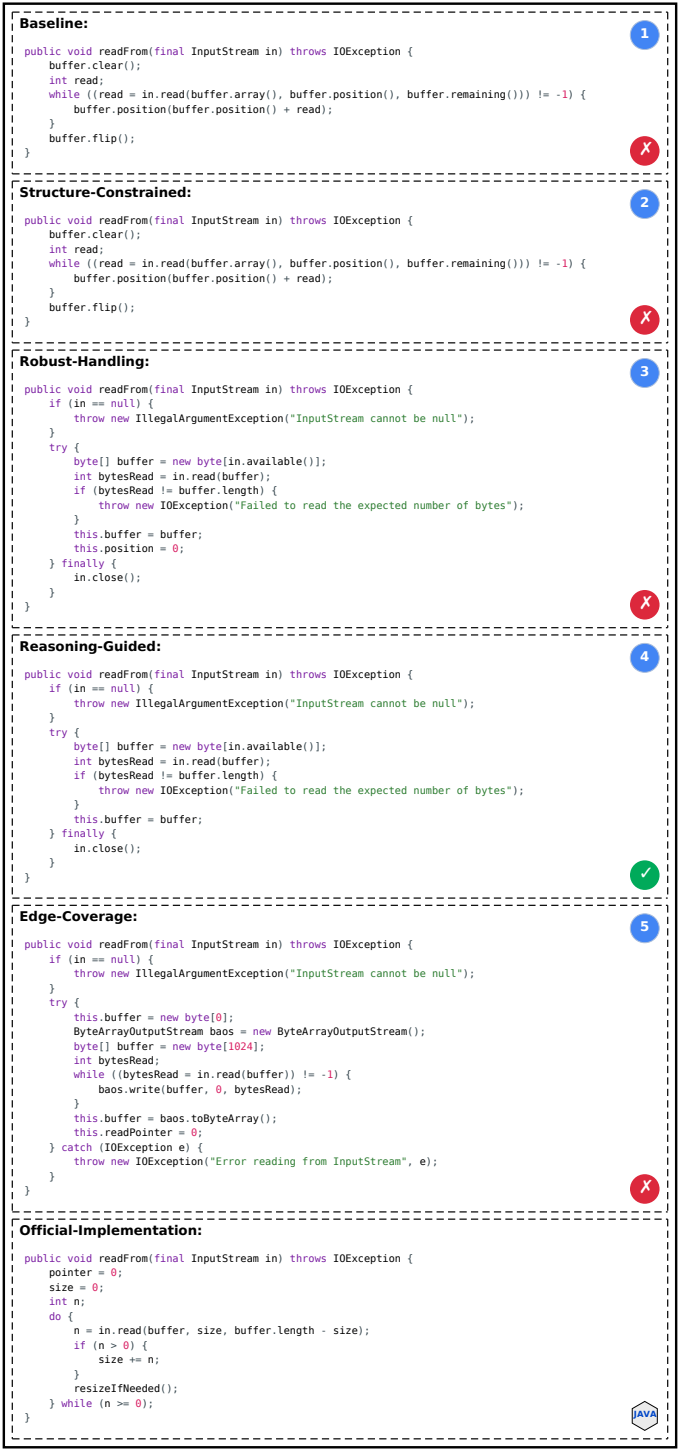 Baseline:
1
public void readFrom(final InputStream in) throws IOException {
    buffer.clear();
    int read;
    while ((read = in.read(buffer.array(), buffer.position(), buffer.remaining())) != -1) {
        buffer.position(buffer.position() + read);
    }
    buffer.flip();
}
✗
Structure-Constrained:
2
public void readFrom(final InputStream in) throws IOException {
    buffer.clear();
    int read;
    while ((read = in.read(buffer.array(), buffer.position(), buffer.remaining())) != -1) {
        buffer.position(buffer.position() + read);
    }
    buffer.flip();
}
✗
Robust-Handling:
3
public void readFrom(final InputStream in) throws IOException {
    if (in == null) {
        throw new IllegalArgumentException("InputStream cannot be null");
    }
    try {
        byte[] buffer = new byte[in.available()];
        int bytesRead = in.read(buffer);
        if (bytesRead != buffer.length) {
            throw new IOException("Failed to read the expected number of bytes");
        }
        this.buffer = buffer;
        this.position = 0;
    } finally {
        in.close();
    }
}
✗
Reasoning-Guided:
4
public void readFrom(final InputStream in) throws IOException {
    if (in == null) {
        throw new IllegalArgumentException("InputStream cannot be null");
    }
    try {
        byte[] buffer = new byte[in.available()];
        int bytesRead = in.read(buffer);
        if (bytesRead != buffer.length) {
            throw new IOException("Failed to read the expected number of bytes");
        }
        this.buffer = buffer;
    } finally {
        in.close();
    }
}
✓
Edge-Coverage:
5
public void readFrom(final InputStream in) throws IOException {
    if (in == null) {
        throw new IllegalArgumentException("InputStream cannot be null");
    }
    try {
        this.buffer = new byte[0];
        ByteArrayOutputStream baos = new ByteArrayOutputStream();
        byte[] buffer = new byte[1024];
        int bytesRead;
        while ((bytesRead = in.read(buffer)) != -1) {
            baos.write(buffer, 0, bytesRead);
        }
        this.buffer = baos.toByteArray();
        this.readPointer = 0;
    } catch (IOException e) {
        throw new IOException("Error reading from InputStream", e);
    }
}
✗
Official-Implementation:
public void readFrom(final InputStream in) throws IOException {
    pointer = 0;
    size = 0;
    int n;
    do {
        n = in.read(buffer, size, buffer.length - size);
        if (n > 0) {
            size += n;
        }
        resizeIfNeeded();
    } while (n >= 0);
}
JAVA